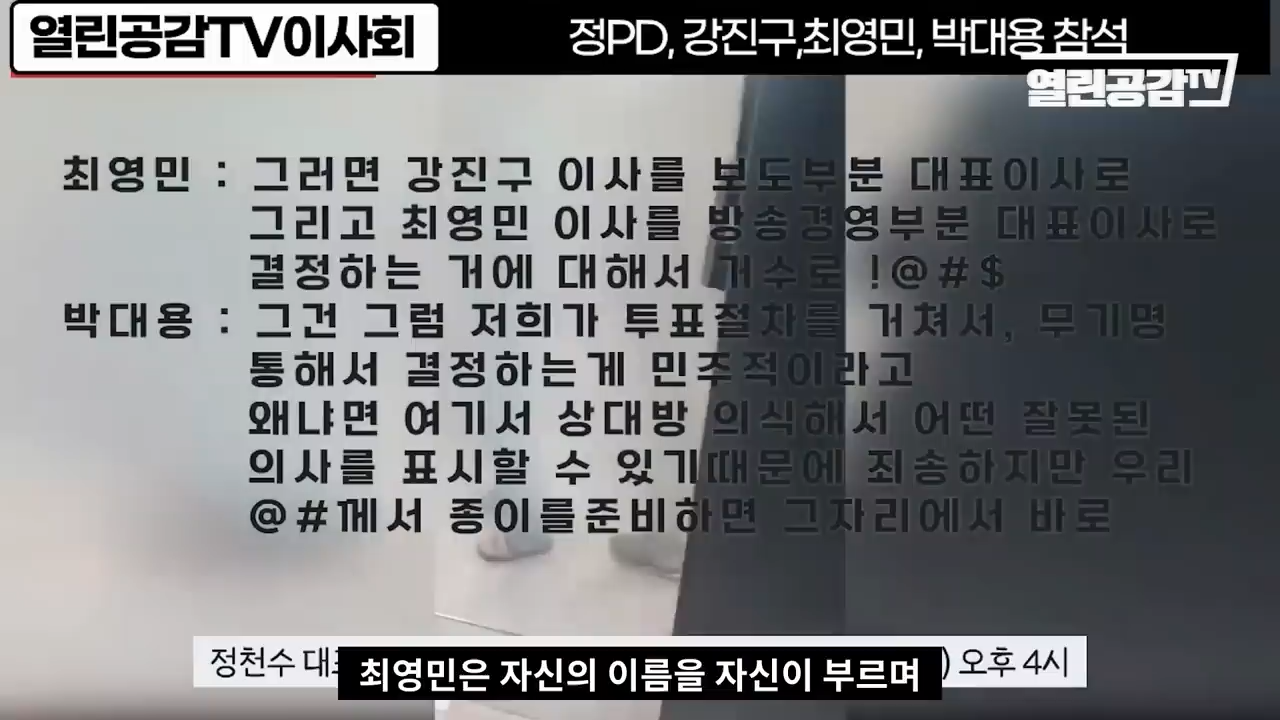 열린공감TV이사회
정PD, 강진구,최영민, 박대용 참석
열린공감TV
최영민 : 그러면 강진구 이사를 보도부분 대표이사로
그리고 최영민 이사를 방송경영부분 대표이사로
결정하는 거에 대해서 거수로 !@#$
박대용 : 그건 그럼 저희가 투표절차를 거쳐서, 무기명
통해서 결정하는게 민주적이라고
왜냐면 여기서 상대방 의식해서 어떤 잘못된
의사를 표시할 수 있기때문에 죄송하지만 우리
@#께서 종이를준비하면 그자리에서 바로
정천수 대 ) 오후 4시
최영민은 자신의 이름을 자신이 부르며